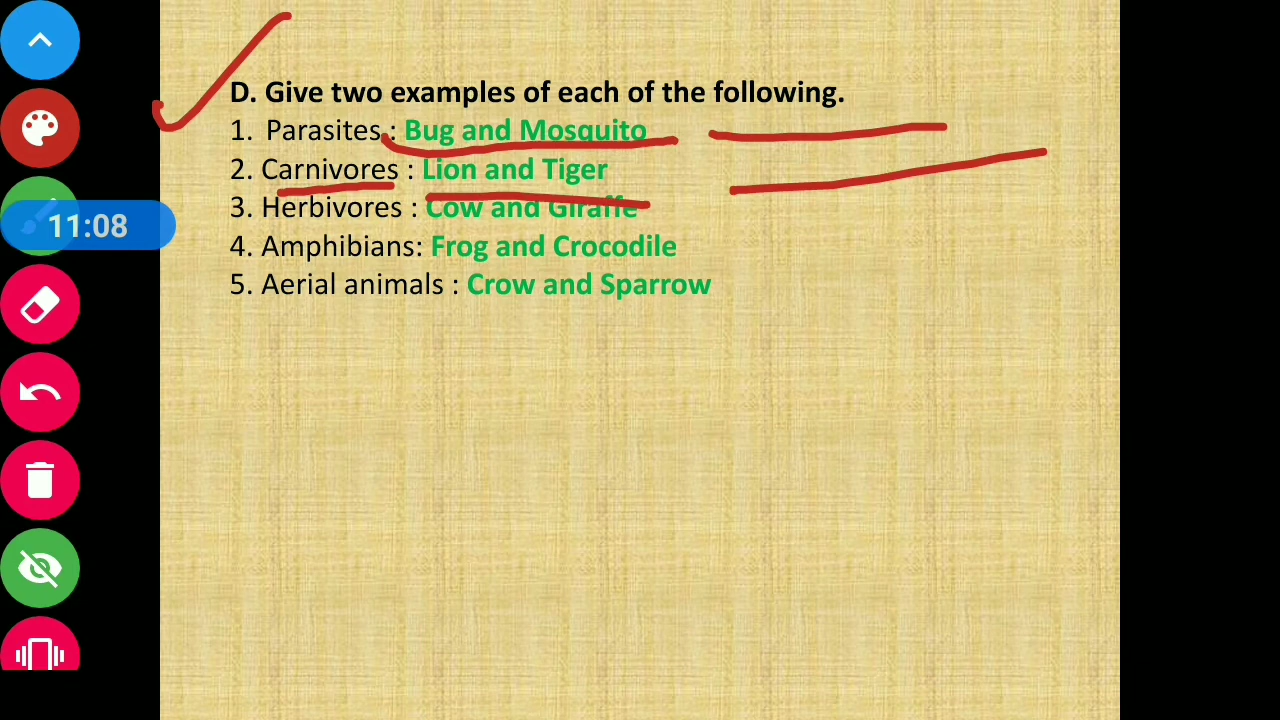 D. Give two examples of each of the following.
1. Parasites : Bug and Mosquito
2. Carnivores : Lion and Tiger
3. Herbivores : Cow and Giraffe
11:08
4. Amphibians: Frog and Crocodile
5. Aerial animals : Crow and Sparrow